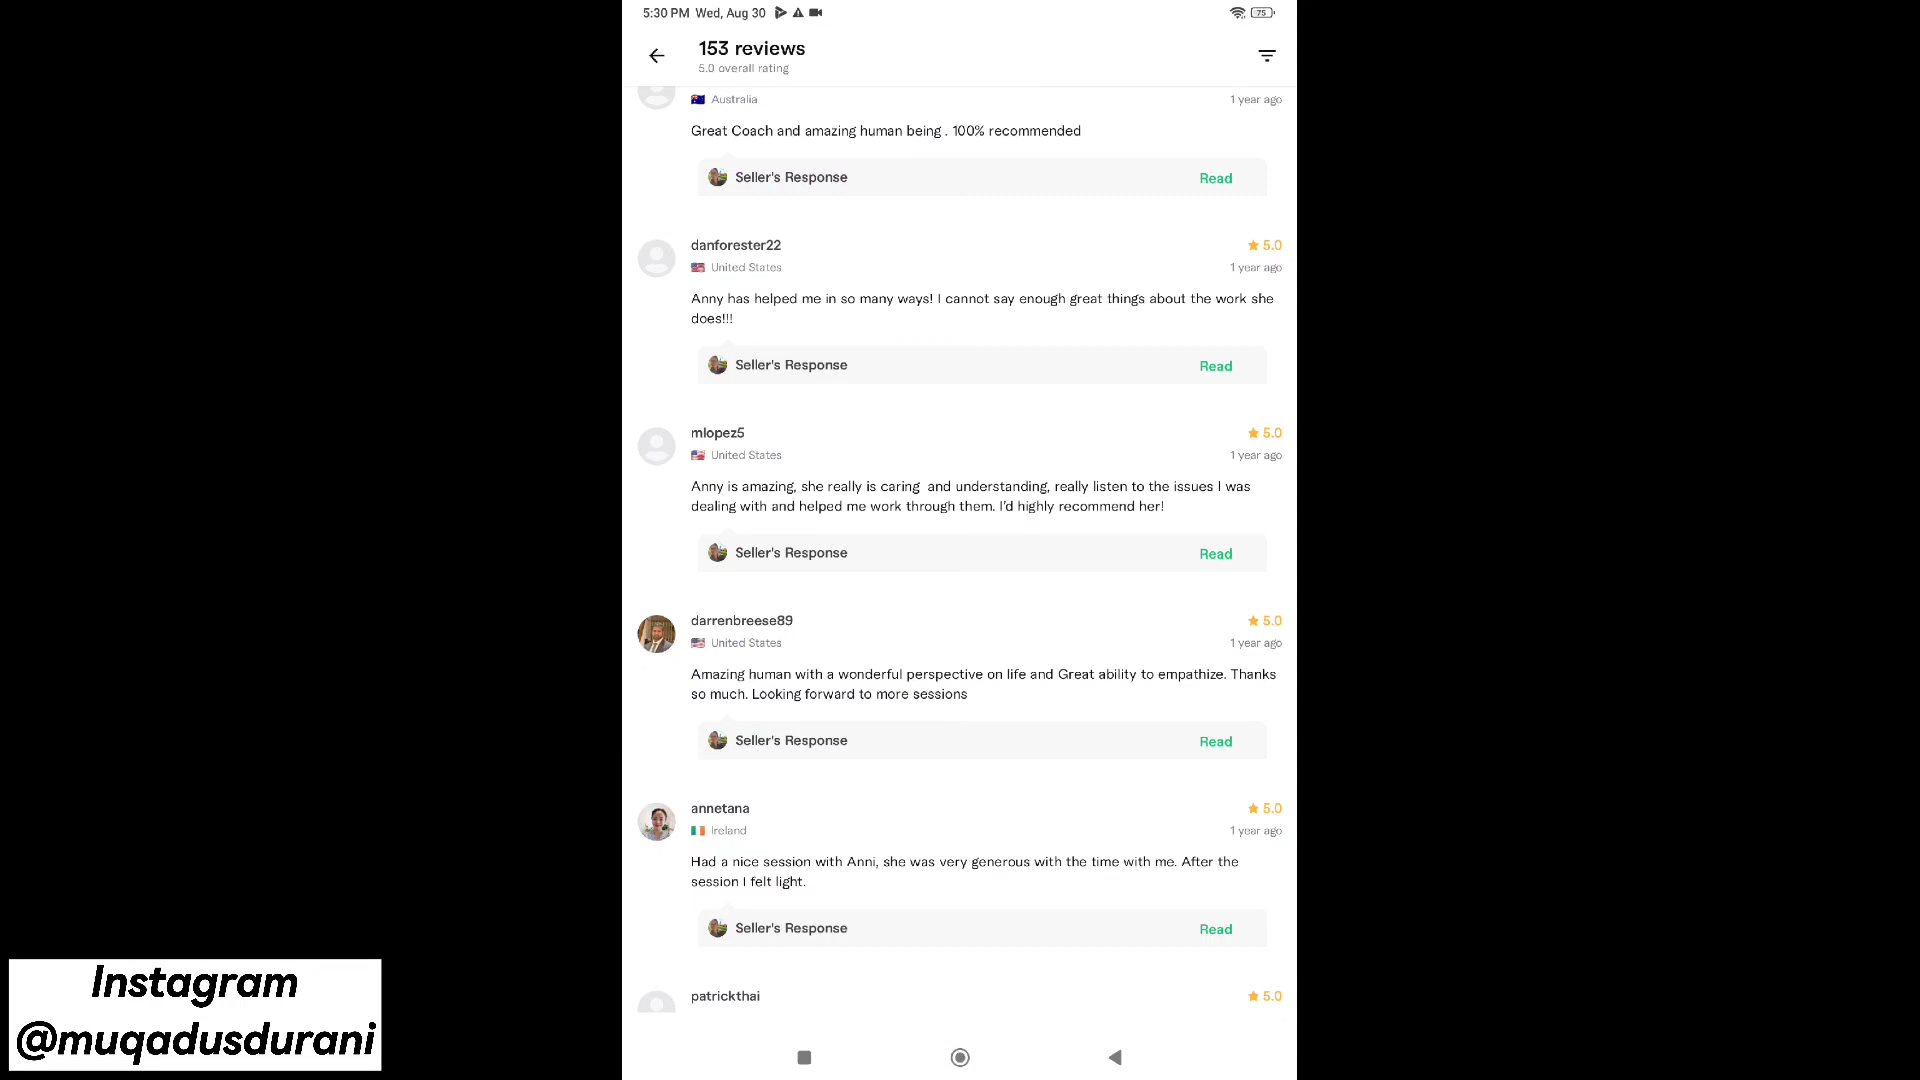 5:30 PM Wed, Aug 30
75
153 reviews
5.0 overall rating
Australia 1 year ago
Great Coach and amazing human being . 100% recommended
Seller's Response Read
danforester22 5.0
United States 1 year ago
Anny has helped me in so many ways! I cannot say enough great things about the work she
does!!!
Seller's Response Read
mlopez5 5.0
United States 1 year ago
Anny is amazing, she really is caring  and understanding, really listen to the issues I was
dealing with and helped me work through them. I'd highly recommend her!
Seller's Response Read
darrenbreese89 5.0
United States 1 year ago
Amazing human with a wonderful perspective on life and Great ability to empathize. Thanks
so much. Looking forward to more sessions
Seller's Response Read
annetana 5.0
Ireland 1 year ago
Had a nice session with Anni, she was very generous with the time with me. After the
session I felt light.
Seller's Response Read
patrickthai 5.0
Instagram
@muqadusdurani